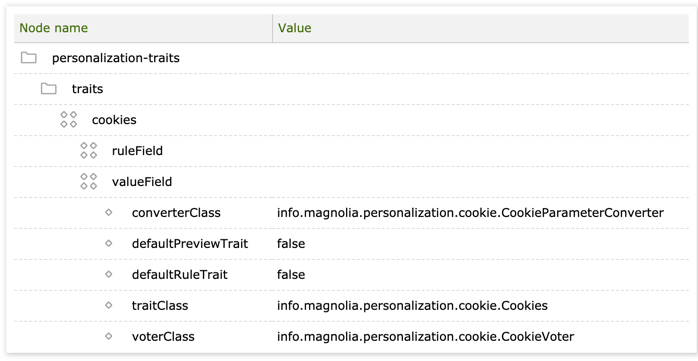 Node name Value
personalization-traits
traits
cookies
ruleField
valueField
converterClass info.magnolia.personalization.cookie.CookieParameterConverter
defaultPreviewTrait false
defaultRuleTrait false
traitClass info.magnolia.personalization.cookie.Cookies
voterClass info.magnolia.personalization.cookie.CookieVoter